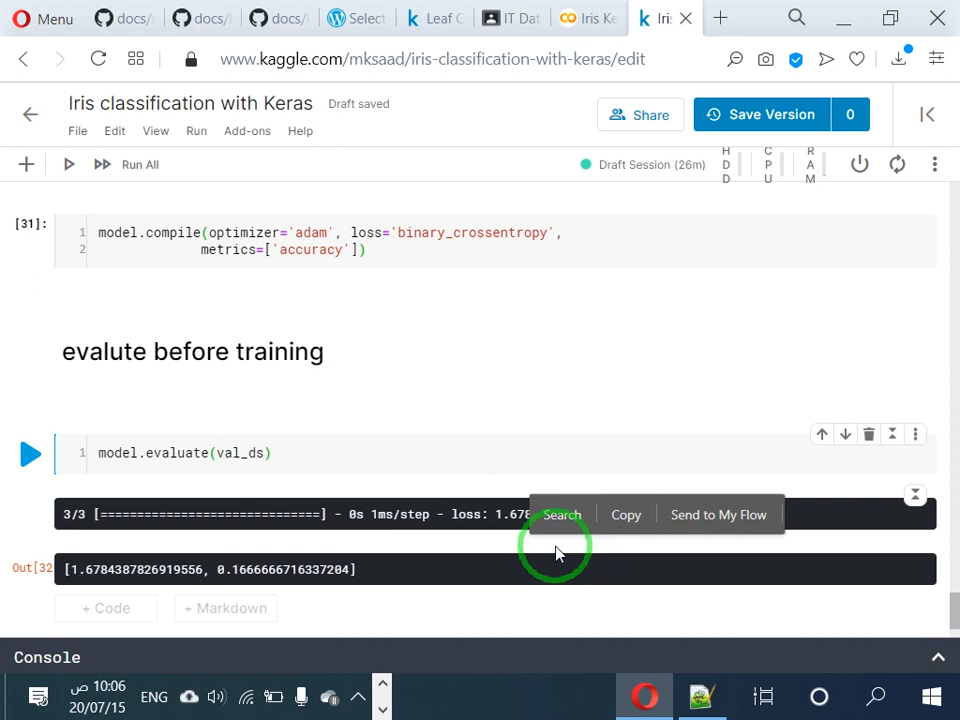 Menu
docs/
docs/
docs/
Select
Leaf C
IT Dat
Iris Ke
Iris
www.kaggle.com/mksaad/iris-classification-with-keras/edit
Iris classification with Keras
Draft saved
File
Edit
View
Run
Add-ons
Help
Share
Save Version
0
Run All
Draft Session (26m)
HDD
CPU
RAM
[31]:
1
model.compile(optimizer='adam', loss='binary_crossentropy',
2
metrics=['accuracy'])
evalute before training
1
model.evaluate(val_ds)
3/3 [==============================] - 0s 1ms/step - loss: 1.678
Search
Copy
Send to My Flow
Out[32
[1.6784387826919556, 0.1666666716337204]
+ Code
+ Markdown
Console
10:06 ص
20/07/15
ENG